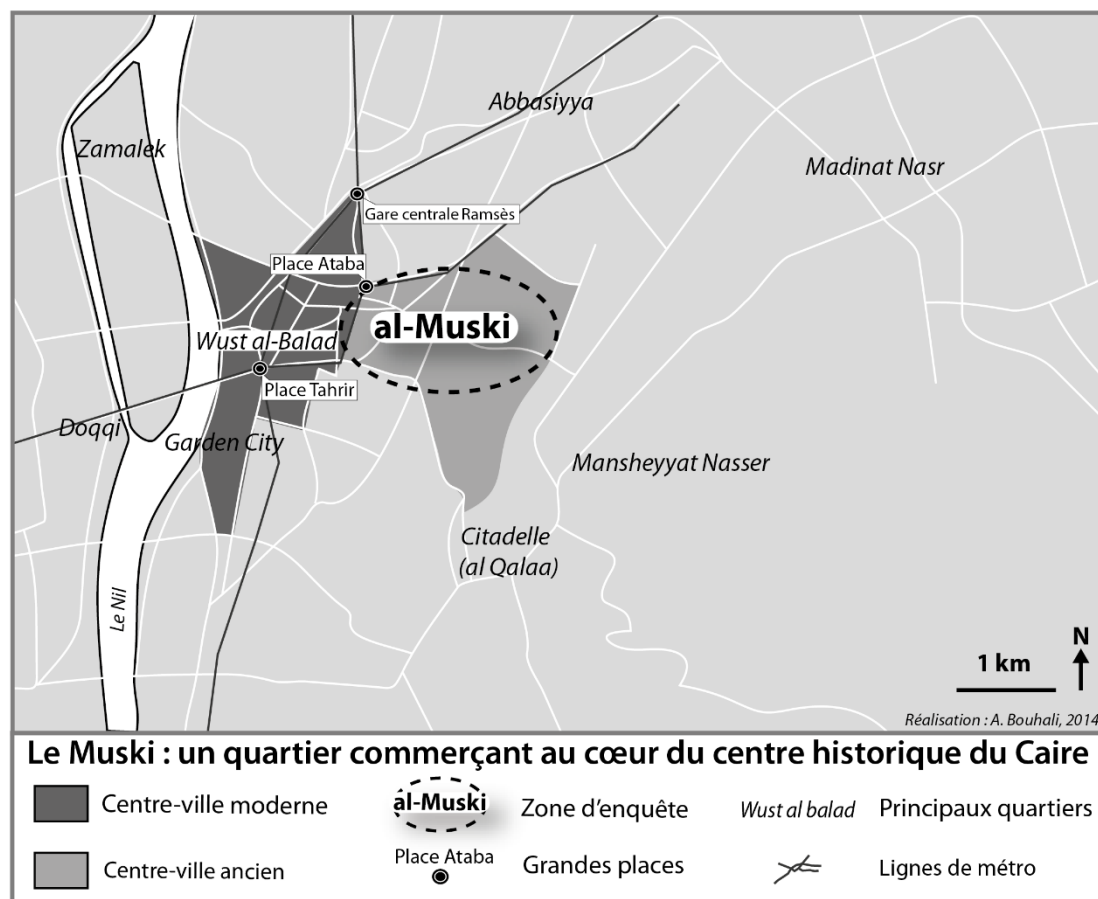 Abbasiyya
Zamalek
Madinat Nasr
Gare centrale Ramsès
Place Ataba
al-Muski
Wust al-Balad
Place Tahrir
Doqqi
Garden City
Mansheyyat Nasser
Citadelle
(al Qalaa)
Le Nil
N
1 km
Réalisation : A. Bouhali, 2014
Le Muski : un quartier commerçant au cœur du centre historique du Caire
Centre-ville moderne
al-Muski
Zone d'enquête
Wust al balad
Principaux quartiers
Centre-ville ancien
Place Ataba
Grandes places
Lignes de métro